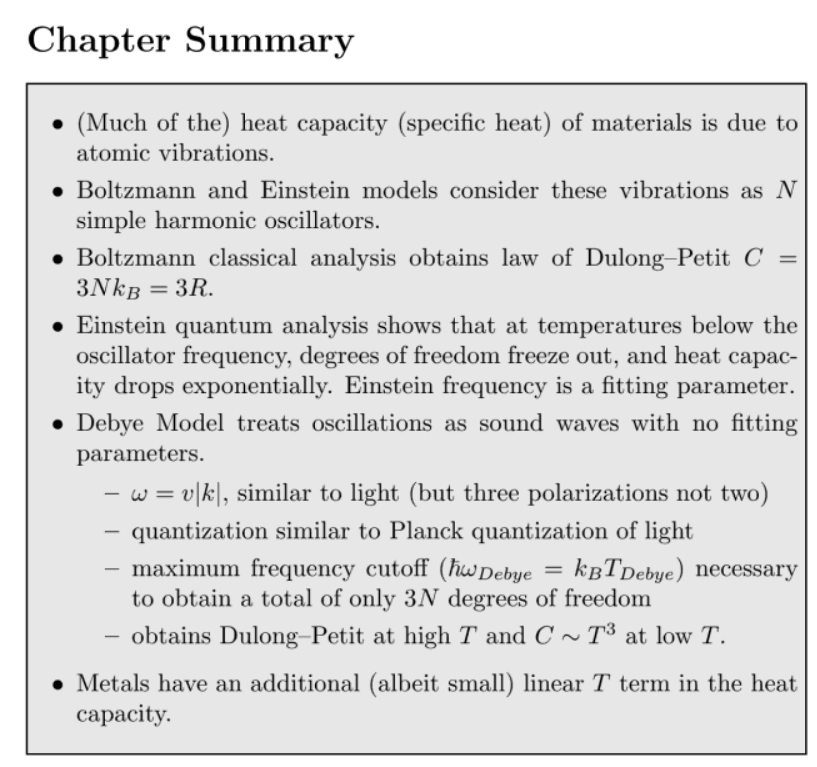 Chapter Summary
• (Much of the) heat capacity (specific heat) of materials is due to
atomic vibrations.
• Boltzmann and Einstein models consider these vibrations as N
simple harmonic oscillators.
• Boltzmann classical analysis obtains law of Dulong–Petit C =
3Nk_B = 3R.
• Einstein quantum analysis shows that at temperatures below the
oscillator frequency, degrees of freedom freeze out, and heat capac-
ity drops exponentially. Einstein frequency is a fitting parameter.
• Debye Model treats oscillations as sound waves with no fitting
parameters.
– ω = v|k|, similar to light (but three polarizations not two)
– quantization similar to Planck quantization of light
– maximum frequency cutoff (ℏω_Debye = k_BT_Debye) necessary
to obtain a total of only 3N degrees of freedom
– obtains Dulong–Petit at high T and C ∼ T³ at low T.
• Metals have an additional (albeit small) linear T term in the heat
capacity.